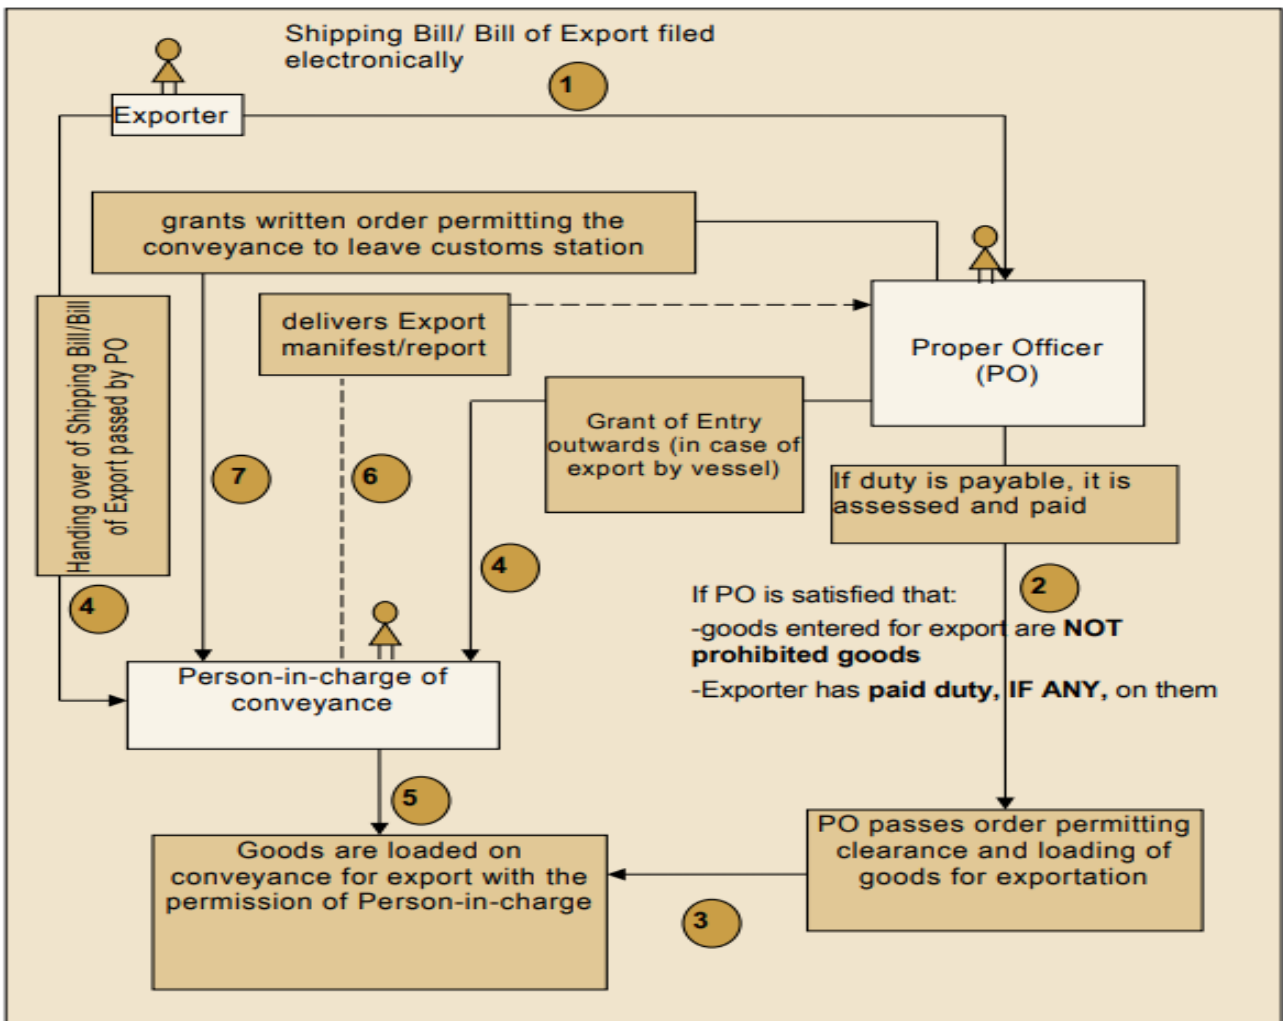 Shipping Bill/ Bill of Export filed
electronically
1
Exporter
grants written order permitting the
conveyance to leave customs station
Handing over of Shipping Bill/Bill
of Export passed by PO
delivers Export
manifest/report
Proper Officer
(PO)
Grant of Entry
outwards (in case of
export by vessel)
7
6
If duty is payable, it is
assessed and paid
4
4
2
If PO is satisfied that:
-goods entered for export are NOT
prohibited goods
-Exporter has paid duty, IF ANY, on them
Person-in-charge of
conveyance
5
Goods are loaded on
conveyance for export with the
permission of Person-in-charge
PO passes order permitting
clearance and loading of
goods for exportation
3